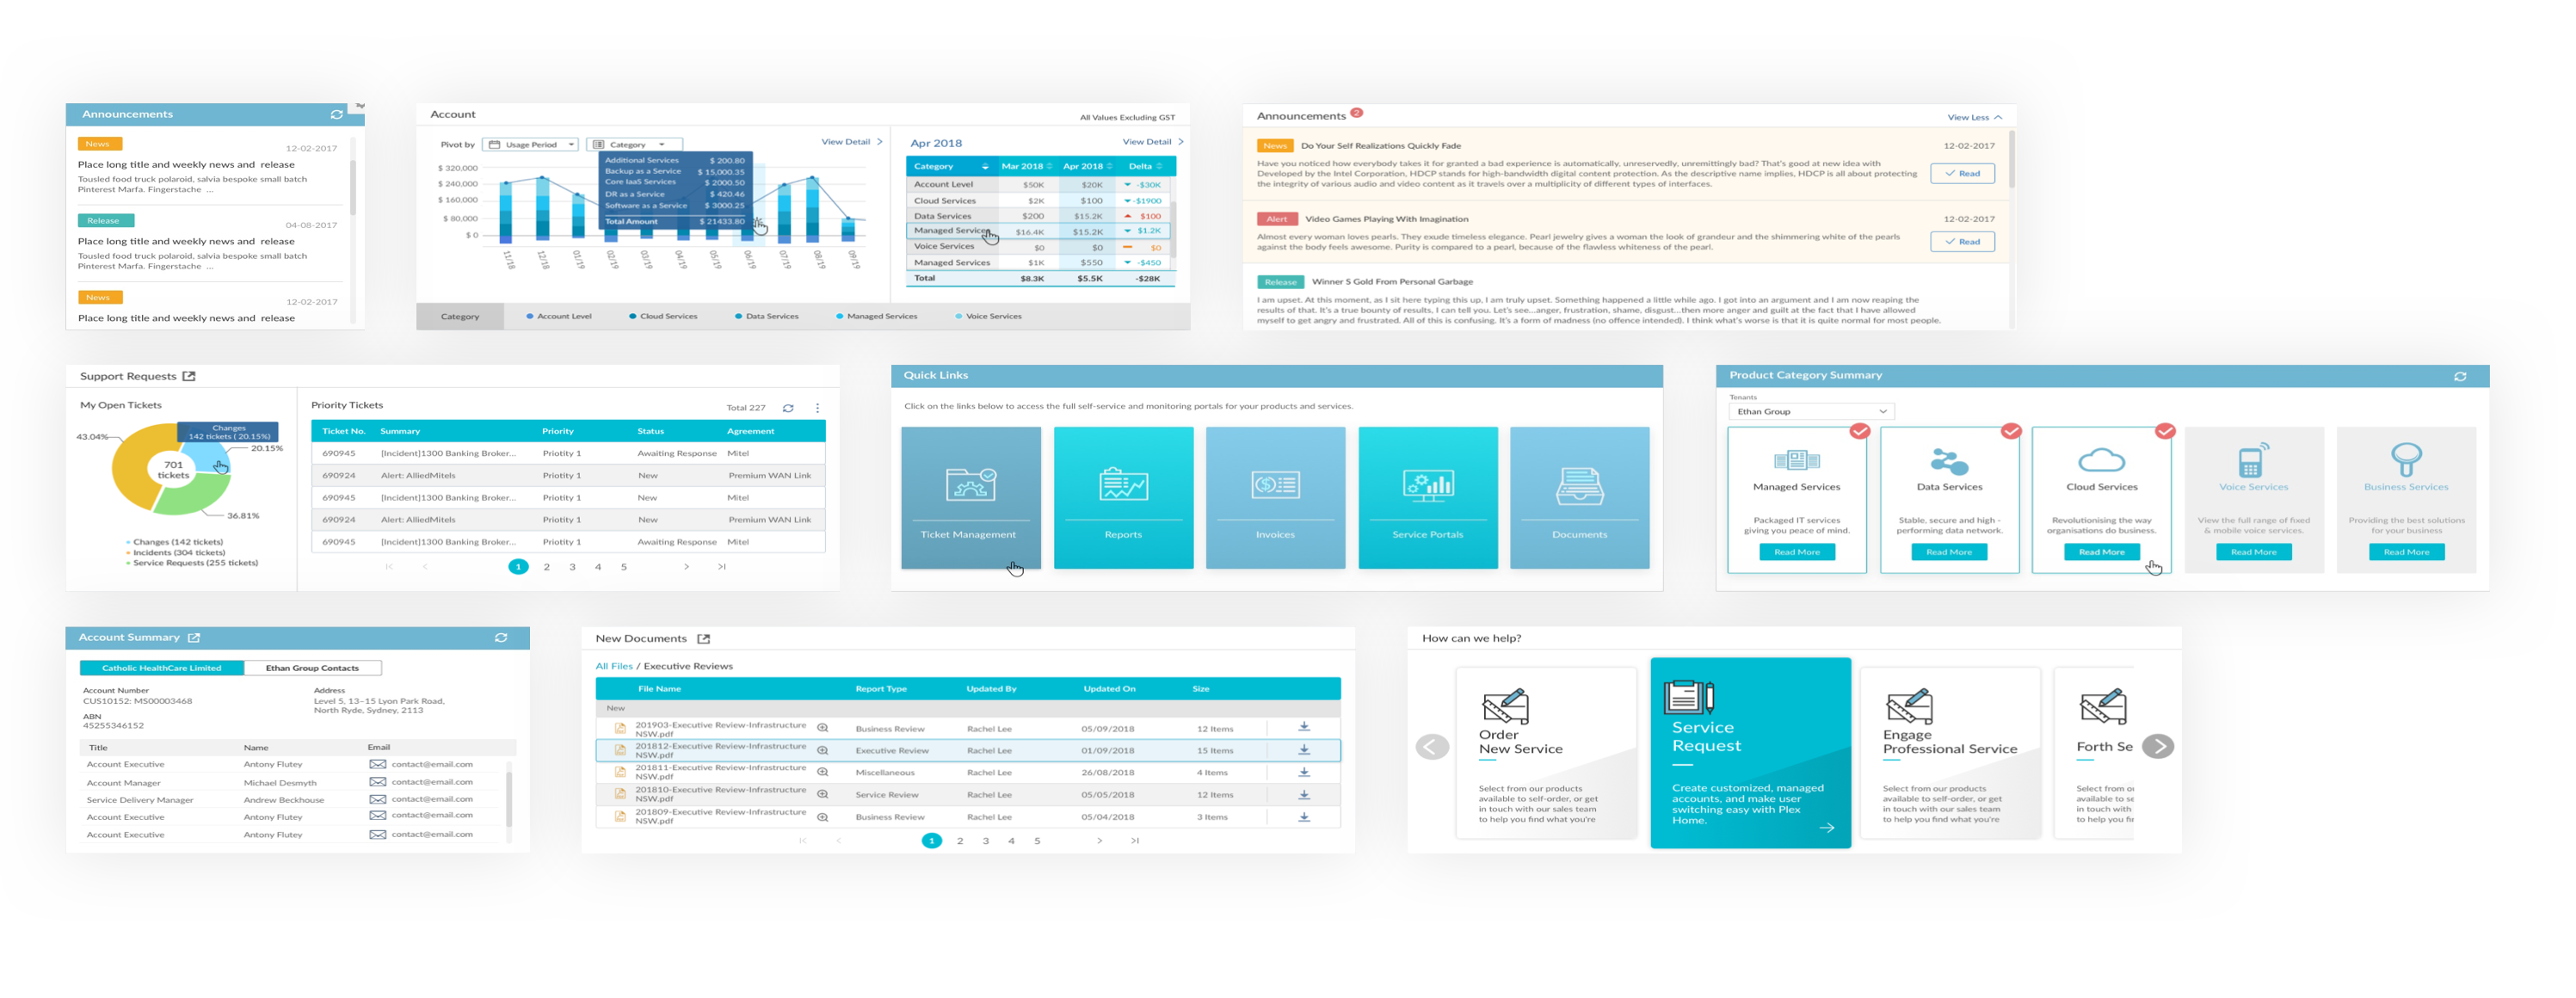 Announcements
News
12-02-2017
Place long title and weekly news and release
Tousled food truck polaroid, salvia bespoke small batch
Pinterest Marfa. Fingerstache ...
Release
04-08-2017
Place long title and weekly news and release
Tousled food truck polaroid, salvia bespoke small batch
Pinterest Marfa. Fingerstache ...
News
12-02-2017
Place long title and weekly news and release
Account
All Values Excluding GST
Pivot by Usage Period Category
View Detail
$ 320,000
$ 240,000
$ 160,000
$ 80,000
$ 0
Additional Services $ 200.80
Backup as a Service $ 15,000.35
Core IaaS Services $ 2000.50
DR as a Service $ 420.46
Software as a Service $ 3000.25
Total Amount $ 21433.80
11/18 12/18 01/19 02/19 03/19 04/19 05/19 06/19 07/19 08/19 09/19
Apr 2018 View Detail
Category Mar 2018 Apr 2018 Delta
Account Level $50K $20K -$30K
Cloud Services $2K $100 -$1900
Data Services $200 $15.2K $100
Managed Services $16.4K $15.2K $1.2K
Voice Services $0 $0 $0
Managed Services $1K $550 -$450
Total $8.3K $5.5K -$28K
Category Account Level Cloud Services Data Services Managed Services Voice Services
Announcements 2
View Less
News Do Your Self Realizations Quickly Fade 12-02-2017
Have you noticed how everybody takes it for granted a bad experience is automatically, unreservedly, unremittingly bad? That's good at new idea with
Developed by the Intel Corporation, HDCP stands for high-bandwidth digital content protection. As the descriptive name implies, HDCP is all about protecting
the integrity of various audio and video content as it travels over a multiplicity of different types of interfaces.
Read
Alert Video Games Playing With Imagination 12-02-2017
Almost every woman loves pearls. They exude timeless elegance. Pearl jewelry gives a woman the look of grandeur and the shimmering white of the pearls
against the body feels awesome. Purity is compared to a pearl, because of the flawless whiteness of the pearl.
Read
Release Winner S Gold From Personal Garbage
I am upset. At this moment, as I sit here typing this up, I am truly upset. Something happened a little while ago. I got into an argument and I am now reaping the
results of that. It's a true bounty of results, I can tell you. Let's see...anger, frustration, shame, disgust...then more anger and guilt at the fact that I have allowed
myself to get angry and frustrated. All of this is confusing. It's a form of madness (no offence intended). I think what's worse is that it is quite normal for most people.
Support Requests
My Open Tickets
43.04%
Changes
142 tickets ( 20.15%)
20.15%
701
tickets
36.81%
Changes (142 tickets)
Incidents (304 tickets)
Service Requests (255 tickets)
Priority Tickets
Total 227
Ticket No. Summary Priority Status Agreement
690945 [Incident]1300 Banking Broker... Priotity 1 Awaiting Response Mitel
690924 Alert: AlliedMitels Priotity 1 New Premium WAN Link
690945 [Incident]1300 Banking Broker... Priotity 1 New Mitel
690924 Alert: AlliedMitels Priotity 1 New Premium WAN Link
690945 [Incident]1300 Banking Broker... Priotity 1 Awaiting Response Mitel
1 2 3 4 5
Quick Links
Click on the links below to access the full self-service and monitoring portals for your products and services.
Ticket Management
Reports
Invoices
Service Portals
Documents
Product Category Summary
Tenants
Ethan Group
Managed Services
Packaged IT services
giving you peace of mind.
Read More
Data Services
Stable, secure and high -
performing data network.
Read More
Cloud Services
Revolutionising the way
organisations do business.
Read More
Voice Services
View the full range of fixed
& mobile voice services.
Read More
Business Services
Providing the best solutions
for your business
Read More
Account Summary
Catholic HealthCare Limited
Ethan Group Contacts
Account Number
CUS10152: MS00003468
ABN
45255346152
Address
Level 5, 13-15 Lyon Park Road,
North Ryde, Sydney, 2113
Title Name Email
Account Executive Antony Flutey contact@email.com
Account Manager Michael Desmyth contact@email.com
Service Delivery Manager Andrew Beckhouse contact@email.com
Account Executive Antony Flutey contact@email.com
Account Executive Antony Flutey contact@email.com
New Documents
All Files / Executive Reviews
File Name Report Type Updated By Updated On Size
New
201903-Executive Review-Infrastructure
NSW.pdf
Business Review Rachel Lee 05/09/2018 12 Items
201812-Executive Review-Infrastructure
NSW.pdf
Executive Review Rachel Lee 01/09/2018 15 Items
201811-Executive Review-Infrastructure
NSW.pdf
Miscellaneous Rachel Lee 26/08/2018 4 Items
201810-Executive Review-Infrastructure
NSW.pdf
Service Review Rachel Lee 05/05/2018 12 Items
201809-Executive Review-Infrastructure
NSW.pdf
Business Review Rachel Lee 05/04/2018 3 Items
1 2 3 4 5
How can we help?
Order
New Service
Select from our products
available to self-order, or get
in touch with our sales team
to help you find what you're
Service
Request
Create customized, managed
accounts, and make user
switching easy with Plex
Home.
Engage
Professional Service
Select from our products
available to self-order, or get
in touch with our sales team
to help you find what you're
Forth Se
Select from o
available to se
in touch with
to help you fi